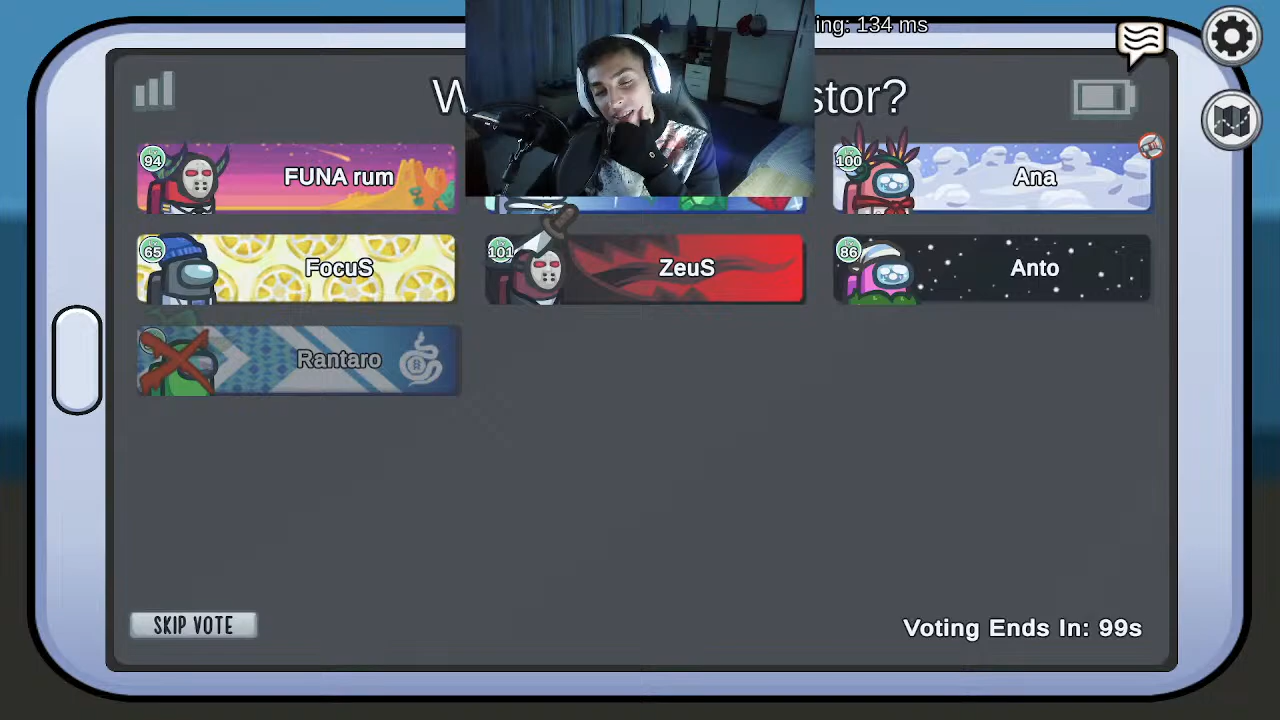 ing: 134 ms
W stor?
94 FUNA rum
100 Ana
65 FocuS
101 ZeuS
86 Anto
Rantaro
SKIP VOTE
Voting Ends In: 99s